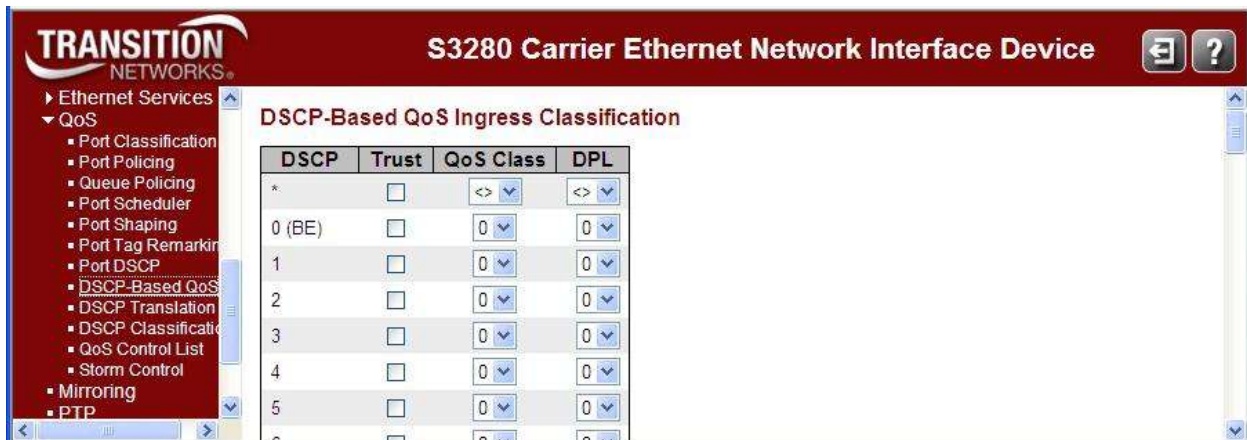 TRANSITION
NETWORKS®
S3280 Carrier Ethernet Network Interface Device
?
Ethernet Services
QoS
Port Classification
Port Policing
Queue Policing
Port Scheduler
Port Shaping
Port Tag Remarkin
Port DSCP
DSCP-Based QoS
DSCP Translation
DSCP Classificatio
QoS Control List
Storm Control
Mirroring
PTP
DSCP-Based QoS Ingress Classification
DSCP Trust QoS Class DPL
* <> <>
0 (BE) 0 0
1 0 0
2 0 0
3 0 0
4 0 0
5 0 0